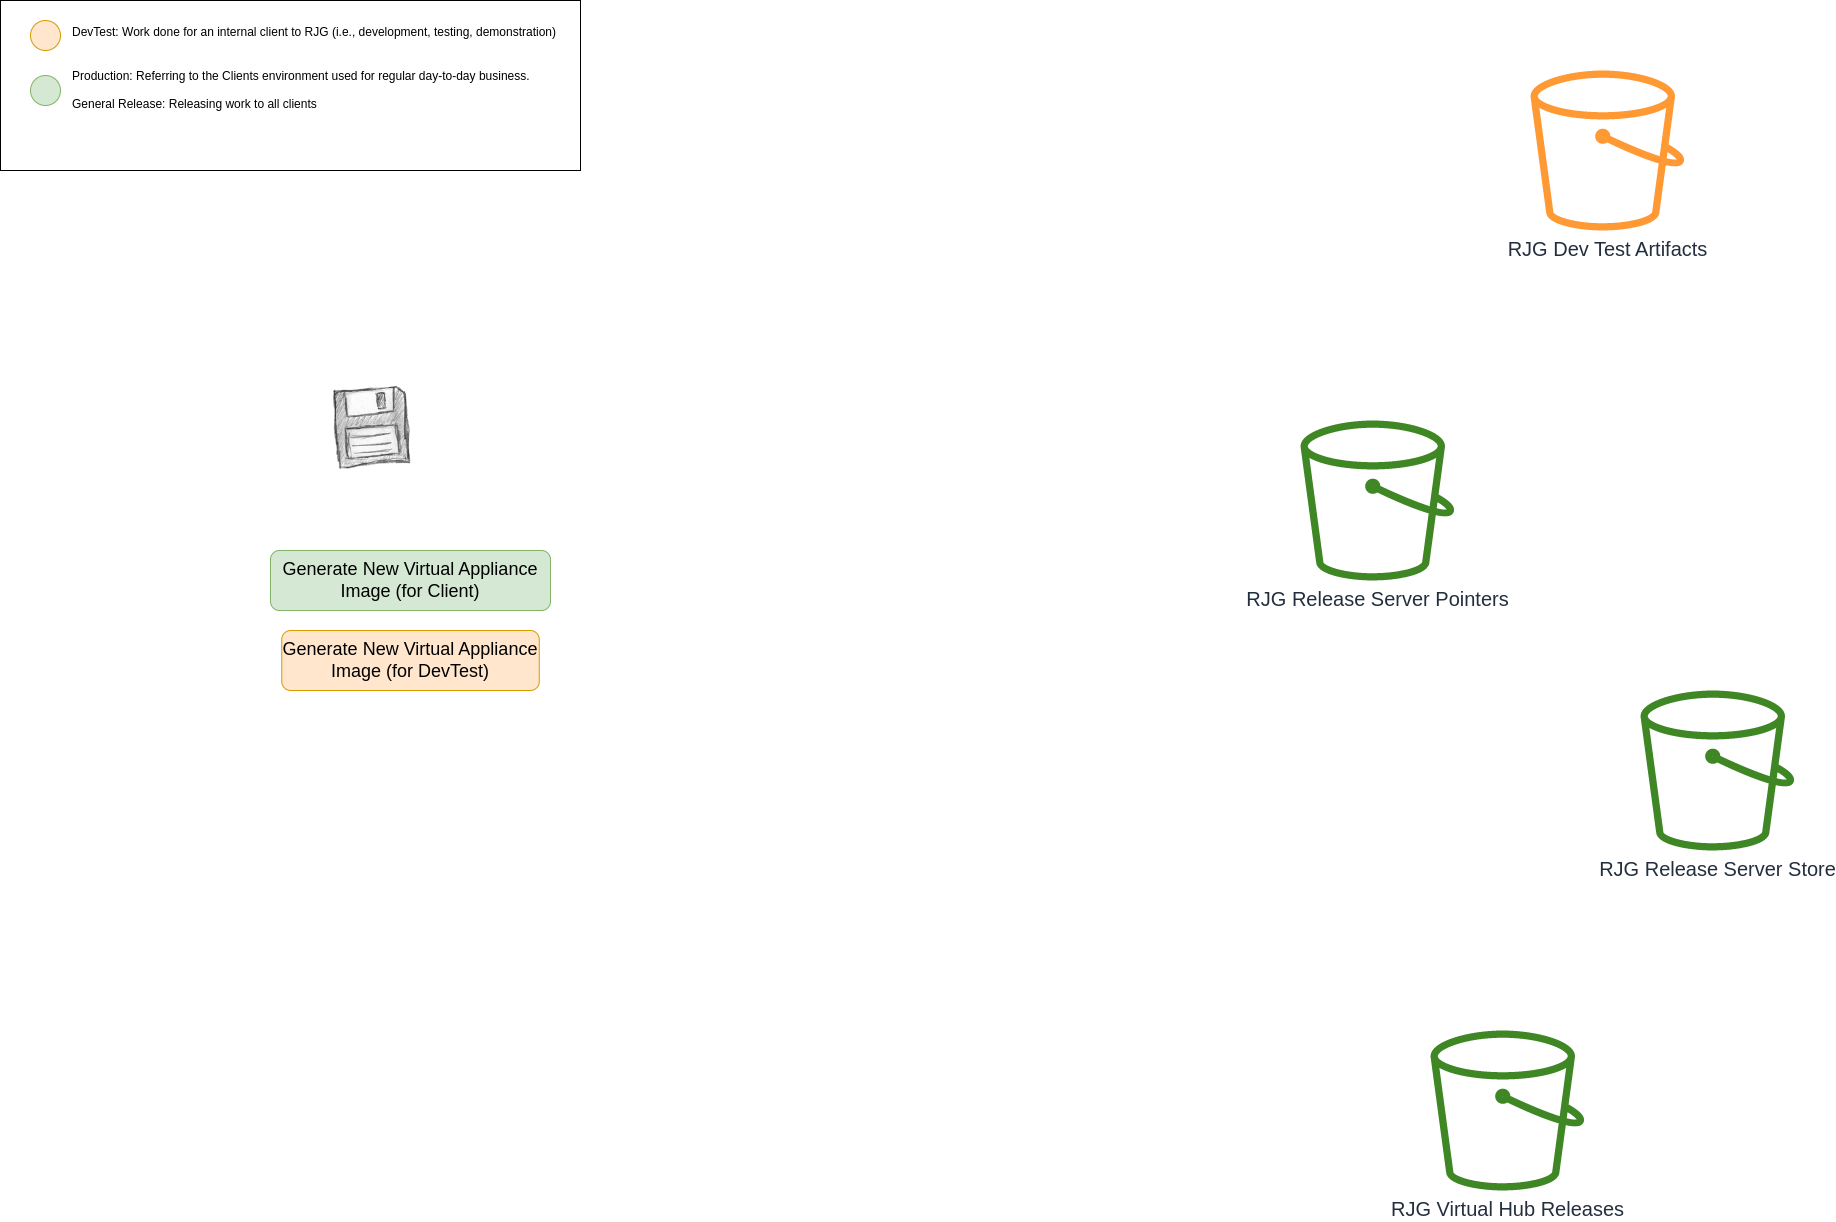 DevTest: Work done for an internal client to RJG (i.e., development, testing, demonstration)
Production: Referring to the Clients environment used for regular day-to-day business.
General Release: Releasing work to all clients
RJG Dev Test Artifacts
Generate New Virtual Appliance
Image (for Client)
RJG Release Server Pointers
Generate New Virtual Appliance
Image (for DevTest)
RJG Release Server Store
RJG Virtual Hub Releases